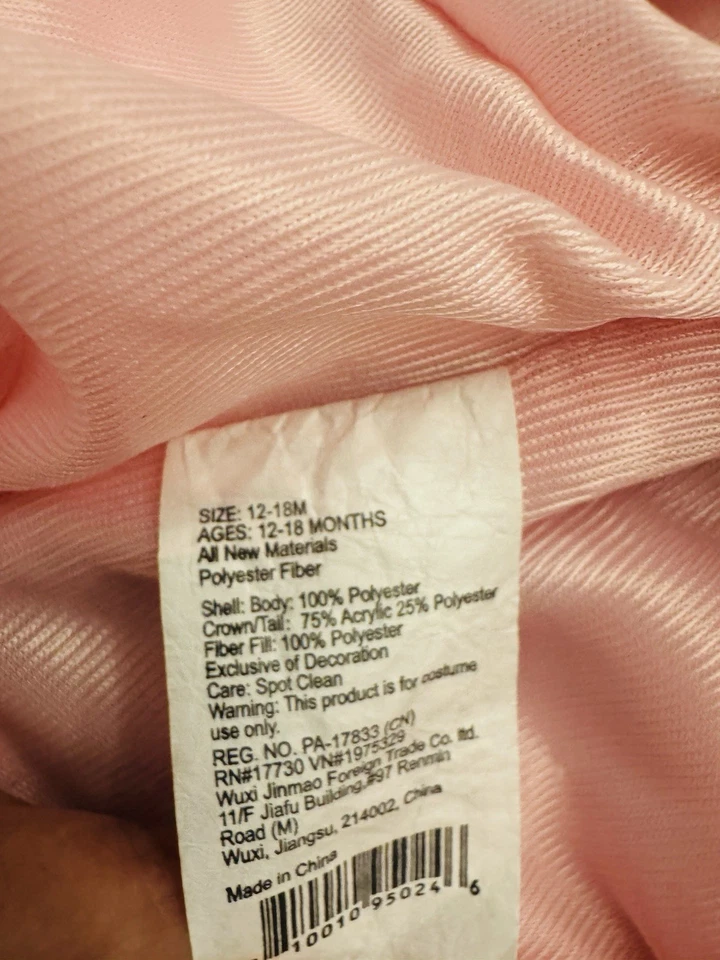 SIZE: 12-18M
AGES: 12-18 MONTHS
All New Materials
Polyester Fiber
Shell: Body: 100% Polyester
Crown/Tail: 75% Acrylic 25% Polyester
Fiber Fill: 100% Polyester
Exclusive of Decoration
Care: Spot Clean
Warning: This product is for costume
use only.
REG. NO. PA-17833 (CN)
RN#17730 VN#1975329
Wuxi Jinmao Foreign Trade Co. ltd.
11/F Jiafu Building,#97 Renmin
Road (M)
Wuxi, Jiangsu, 214002, China
Made in China
10010 95024 6